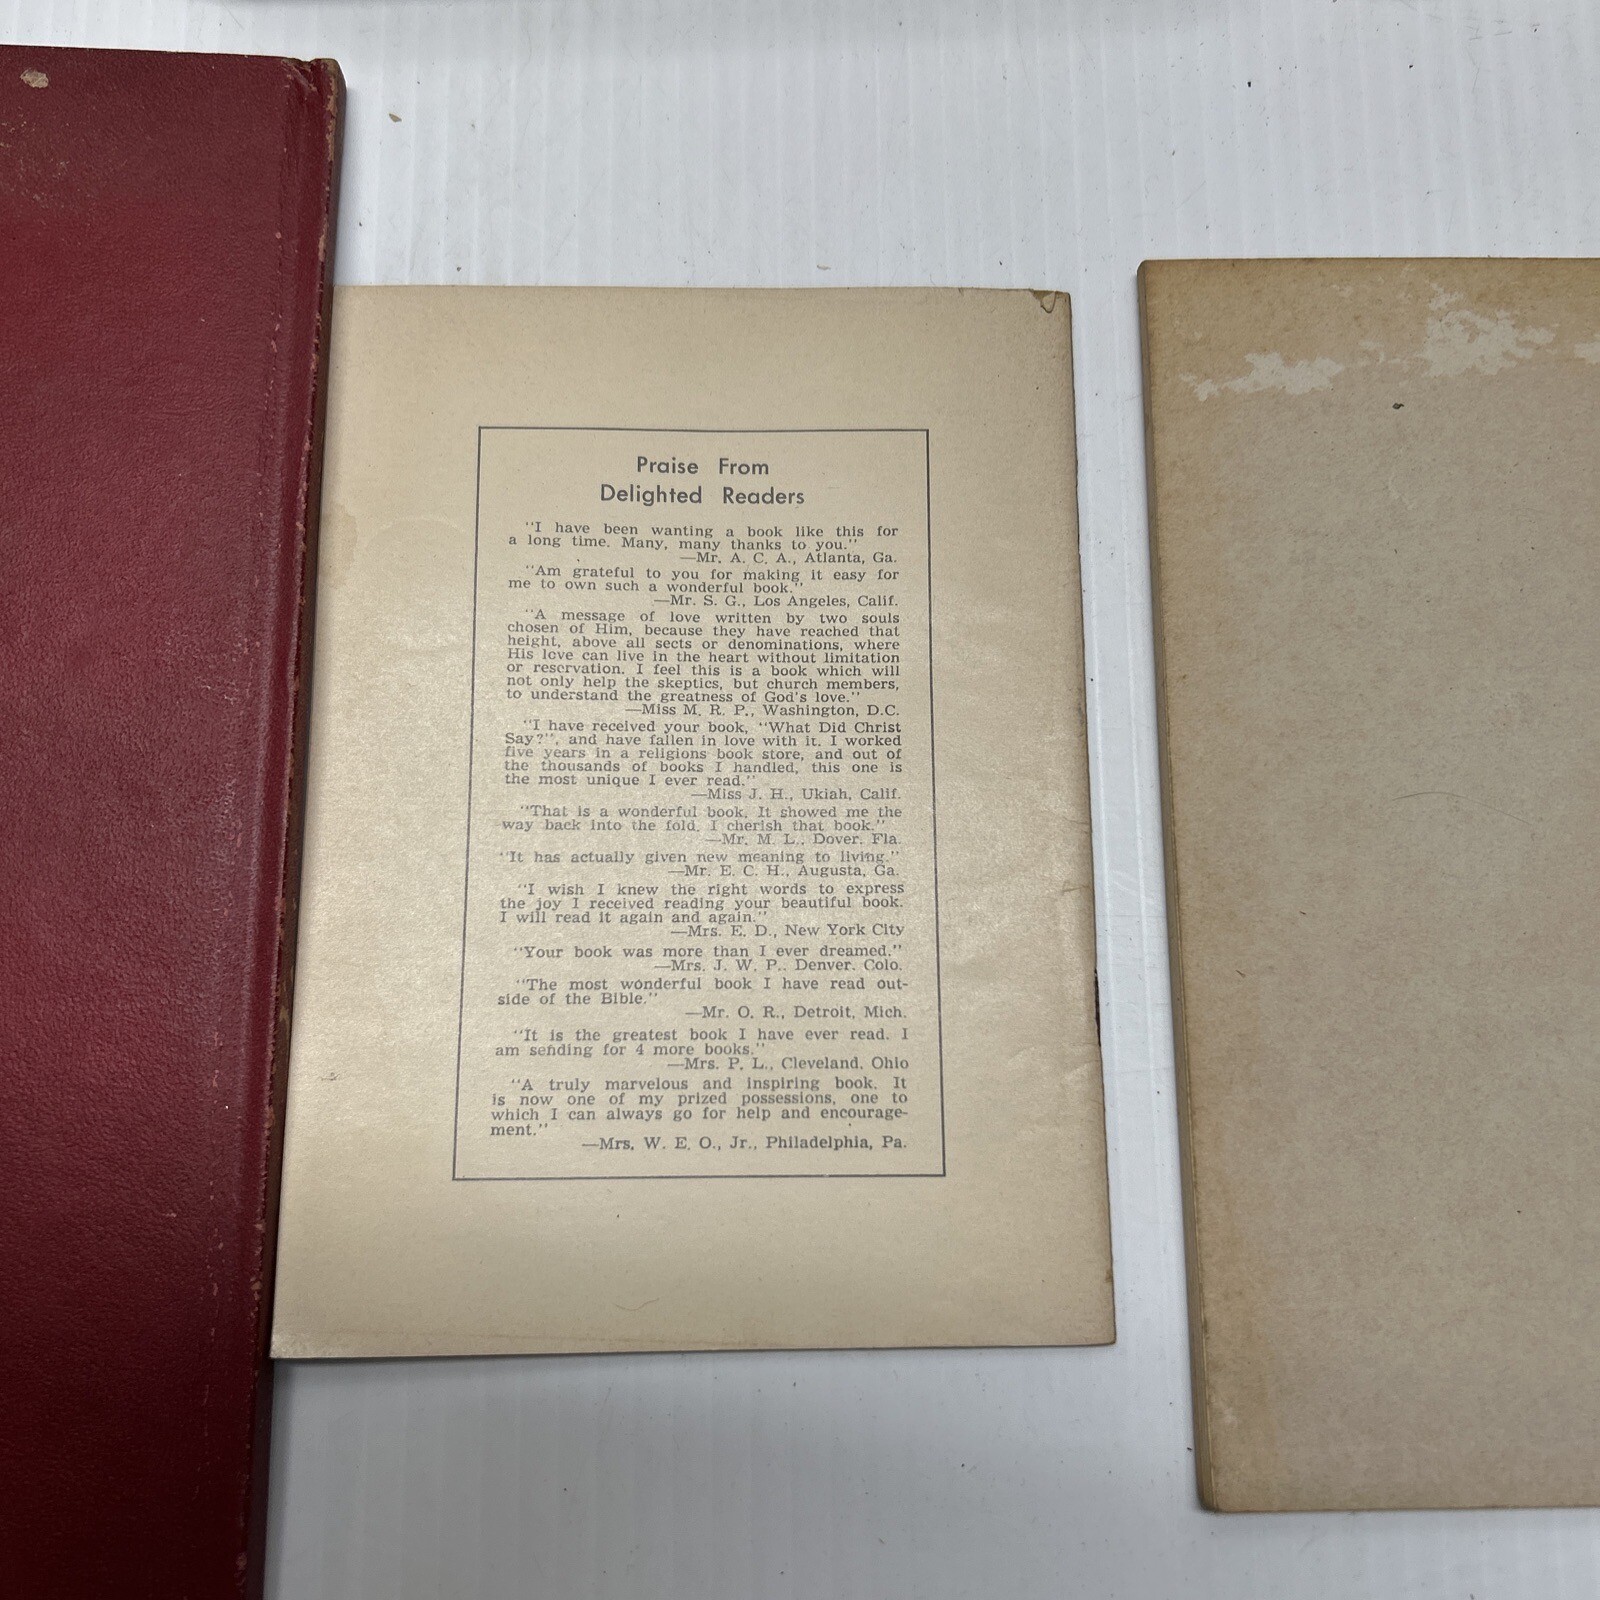 Praise From
Delighted Readers
"I have been wanting a book like this for
a long time. Many, many thanks to you."
—Mr. A. C. A., Atlanta, Ga.
"Am grateful to you for making it easy for
me to own such a wonderful book."
—Mr. S. G., Los Angeles, Calif.
"A message of love written by two souls
chosen of Him, because they have reached that
height, above all sects or denominations, where
His love can live in the heart without limitation
or reservation. I feel this is a book which will
not only help the skeptics, but church members,
to understand the greatness of God's love."
—Miss M. R. P., Washington, D.C.
"I have received your book, "What Did Christ
Say?", and have fallen in love with it. I worked
five years in a religions book store, and out of
the thousands of books I handled, this one is
the most unique I ever read."
—Miss J. H., Ukiah, Calif.
"That is a wonderful book. It showed me the
way back into the fold. I cherish that book."
—Mr. M. L., Dover, Fla.
"It has actually given new meaning to living."
—Mr. E. C. H., Augusta, Ga.
"I wish I knew the right words to express
the joy I received reading your beautiful book.
I will read it again and again."
—Mrs. E. D., New York City
"Your book was more than I ever dreamed."
—Mrs. J. W. P., Denver, Colo.
"The most wonderful book I have read out-
side of the Bible."
—Mr. O. R., Detroit, Mich.
"It is the greatest book I have ever read. I
am sending for 4 more books."
—Mrs. P. L., Cleveland, Ohio
"A truly marvelous and inspiring book. It
is now one of my prized possessions, one to
which I can always go for help and encourage-
ment."
—Mrs. W. E. O., Jr., Philadelphia, Pa.